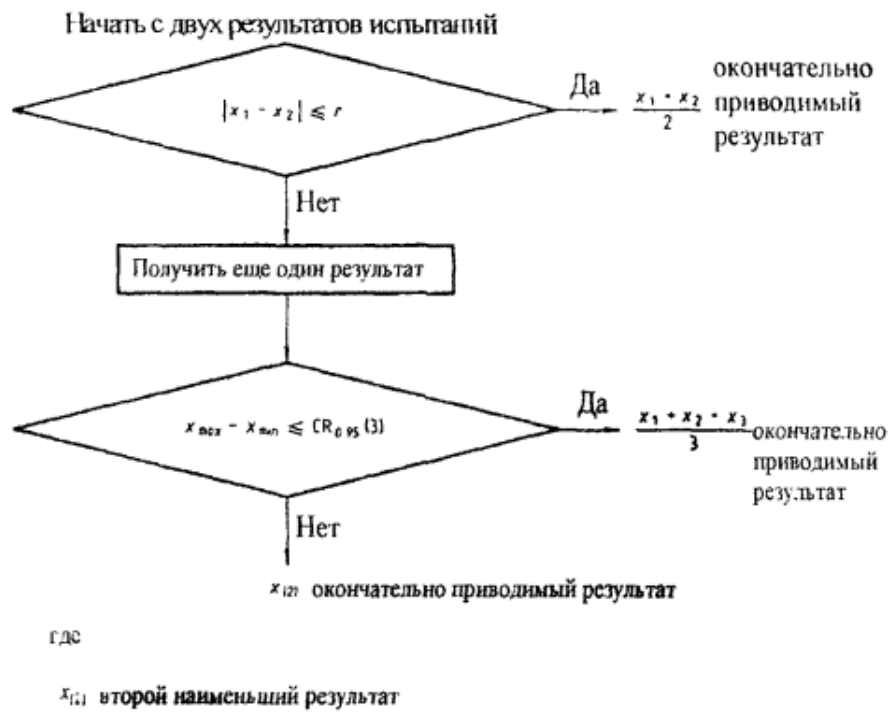 Начать с двух результатов испытаний
|x₁ - x₂| ⩽ r
Да
x₁ + x₂
2
окончательно
приводимый
результат
Нет
Получить еще один результат
xmax - xмин ⩽ CR0 95 (3)
Да
x₁ + x₂ + x₃
3
окончательно
приводимый
результат
Нет
x(2) окончательно приводимый результат
где
x(2) второй наименьший результат